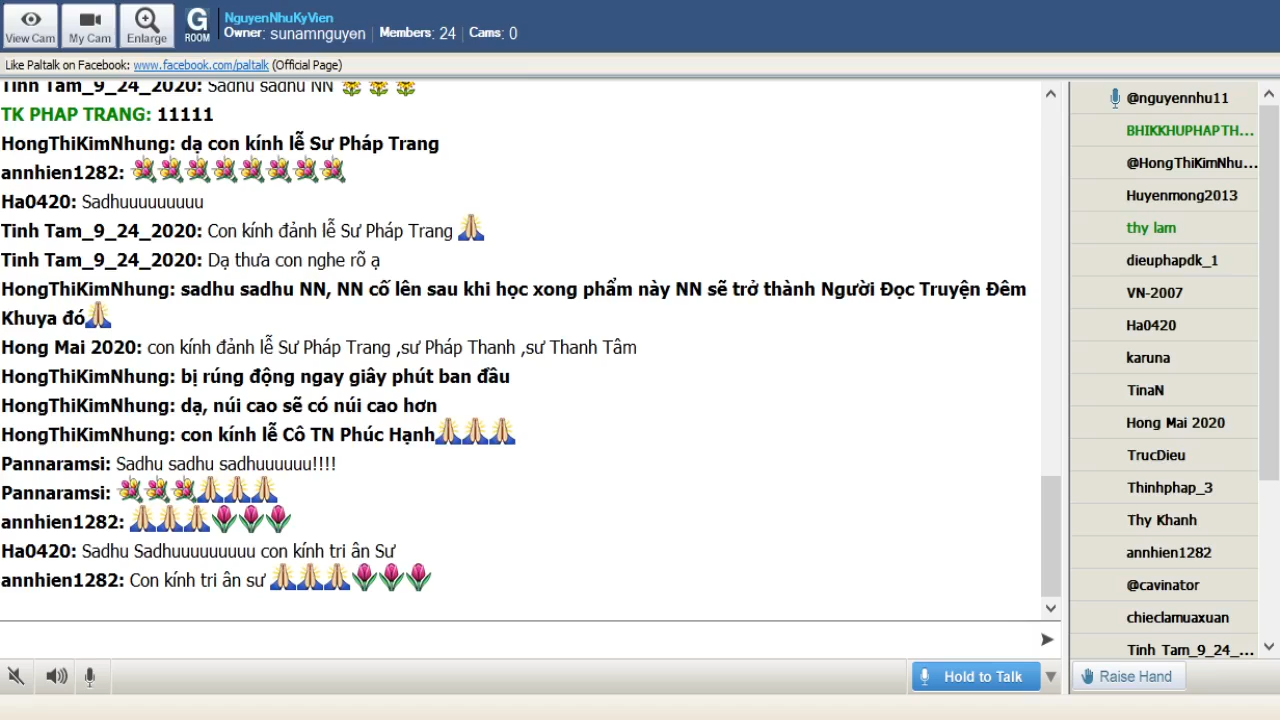 View Cam
My Cam
Enlarge
G
ROOM
NguyenNhuKyVien
Owner: sunamnguyen | Members: 24 | Cams: 0
Like Paltalk on Facebook: www.facebook.com/paltalk (Official Page)
Tinh Tam_9_24_2020: Sadhu sadhu NN
TK PHAP TRANG: 11111
HongThiKimNhung: dạ con kính lễ Sư Pháp Trang
annhien1282:
Ha0420: Sadhuuuuuuuuu
Tinh Tam_9_24_2020: Con kính đảnh lễ Sư Pháp Trang
Tinh Tam_9_24_2020: Dạ thưa con nghe rõ ạ
HongThiKimNhung: sadhu sadhu NN, NN cố lên sau khi học xong phẩm này NN sẽ trở thành Người Đọc Truyện Đêm
Khuya đó
Hong Mai 2020: con kính đảnh lễ Sư Pháp Trang ,sư Pháp Thanh ,sư Thanh Tâm
HongThiKimNhung: bị rúng động ngay giây phút ban đầu
HongThiKimNhung: dạ, núi cao sẽ có núi cao hơn
HongThiKimNhung: con kính lễ Cô TN Phúc Hạnh
Pannaramsi: Sadhu sadhu sadhuuuuuu!!!!
Pannaramsi:
annhien1282:
Ha0420: Sadhu Sadhuuuuuuuuu con kính tri ân Sư
annhien1282: Con kính tri ân sư
Hold to Talk
@nguyennhu11
BHIKKHUPHAPTH...
@HongThiKimNhu...
Huyenmong2013
thy lam
dieuphapdk_1
VN-2007
Ha0420
karuna
TinaN
Hong Mai 2020
TrucDieu
Thinhphap_3
Thy Khanh
annhien1282
@cavinator
chieclamuaxuan
Tinh Tam_9_24_...
Raise Hand